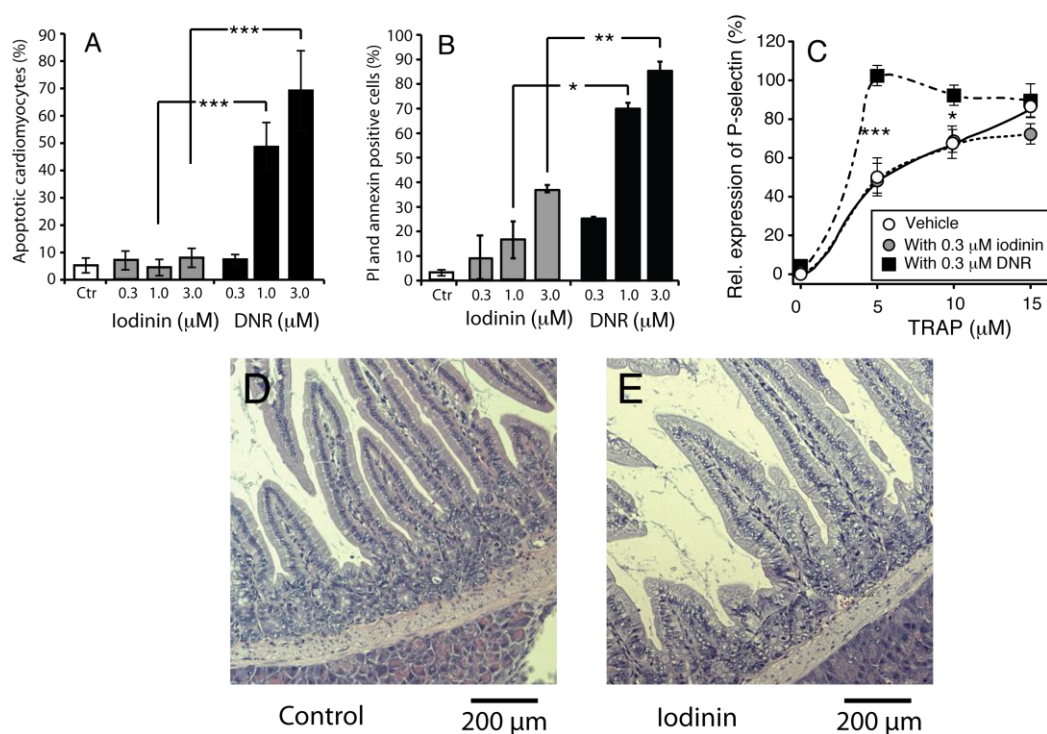 A
Apoptotic cardiomyocytes (%)
90
80
70
60
50
40
30
20
10
0
***
***
Ctr 0.3 1.0 3.0 0.3 1.0 3.0
Iodinin (μM) DNR (μM)
B
PI and annexin positive cells (%)
100
90
80
70
60
50
40
30
20
10
0
**
*
Ctr 0.3 1.0 3.0 0.3 1.0 3.0
Iodinin (μM) DNR (μM)
C
Rel. expression of P-selectin (%)
120
100
80
60
40
20
0
***
*
Vehicle
With 0.3 μM iodinin
With 0.3 μM DNR
0 5 10 15
TRAP (μM)
D
Control
200 μm
E
Iodinin
200 μm